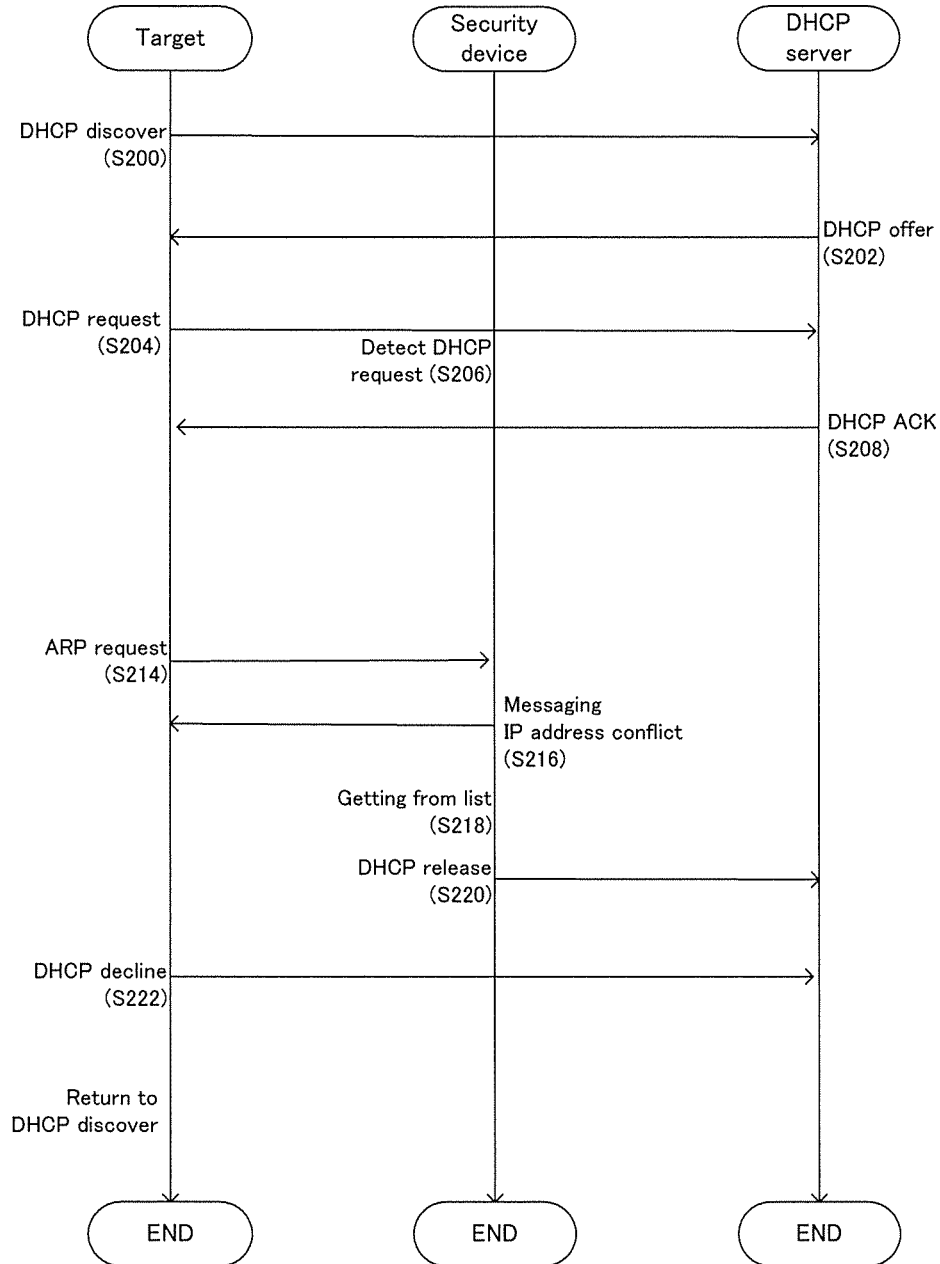 Target
Security
device
DHCP
server
DHCP discover
(S200)
DHCP offer
(S202)
DHCP request
(S204)
Detect DHCP
request (S206)
DHCP ACK
(S208)
ARP request
(S214)
Messaging
IP address conflict
(S216)
Getting from list
(S218)
DHCP release
(S220)
DHCP decline
(S222)
Return to
DHCP discover
END
END
END